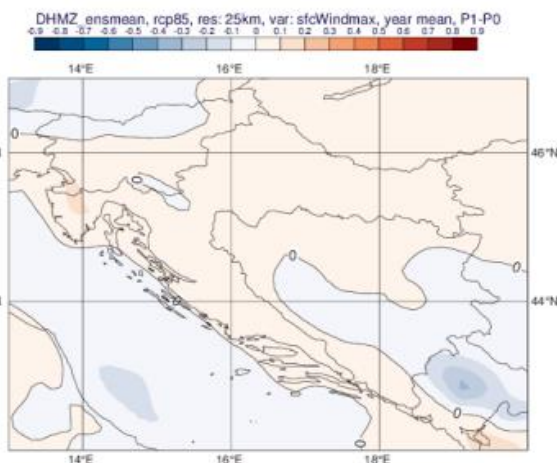 DHMZ_ensmean, rcp85, res: 25km, var: sfcWindmax, year mean, P1-P0
-0.9 -0.8 -0.7 -0.6 -0.5 -0.4 -0.3 -0.2 -0.1 0 0.1 0.2 0.3 0.4 0.5 0.6 0.7 0.8 0.9
14°E 16°E 18°E
0
46°N
0
0 0
0
0 44°N
0
0
14°E 16°E 18°E